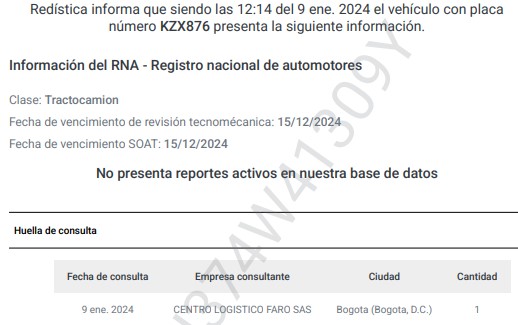 Redística informa que siendo las 12:14 del 9 ene. 2024 el vehículo con placa
número KZX876 presenta la siguiente información.
Información del RNA - Registro nacional de automotores
Clase: Tractocamion
Fecha de vencimiento de revisión tecnomécanica: 15/12/2024
Fecha de vencimiento SOAT: 15/12/2024
No presenta reportes activos en nuestra base de datos
Huella de consulta
Fecha de consulta Empresa consultante Ciudad Cantidad
9 ene. 2024 CENTRO LOGISTICO FARO SAS Bogota (Bogota, D.C.) 1